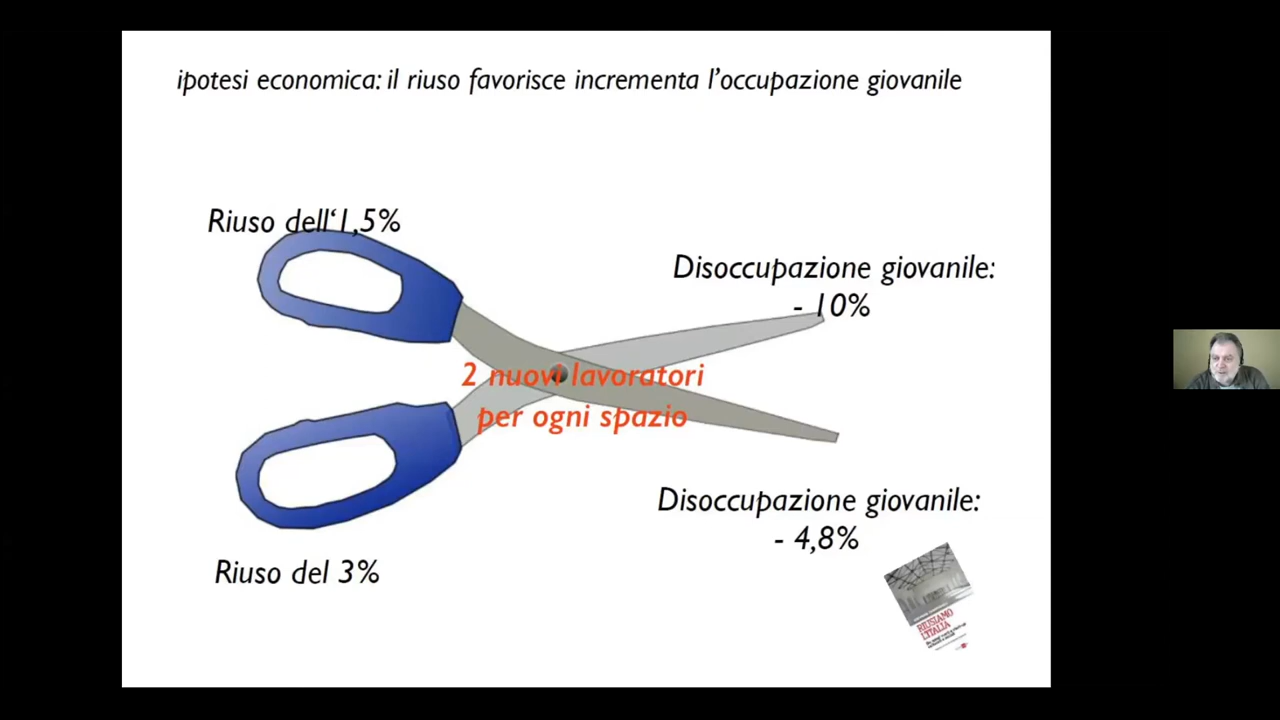 ipotesi economica: il riuso favorisce incrementa l'occupazione giovanile
Riuso dell‘1,5%
Disoccupazione giovanile:
- 10%
2 nuovi lavoratori
per ogni spazio
Disoccupazione giovanile:
- 4,8%
Riuso del 3%
RIUSIAMO
L'ITALIA